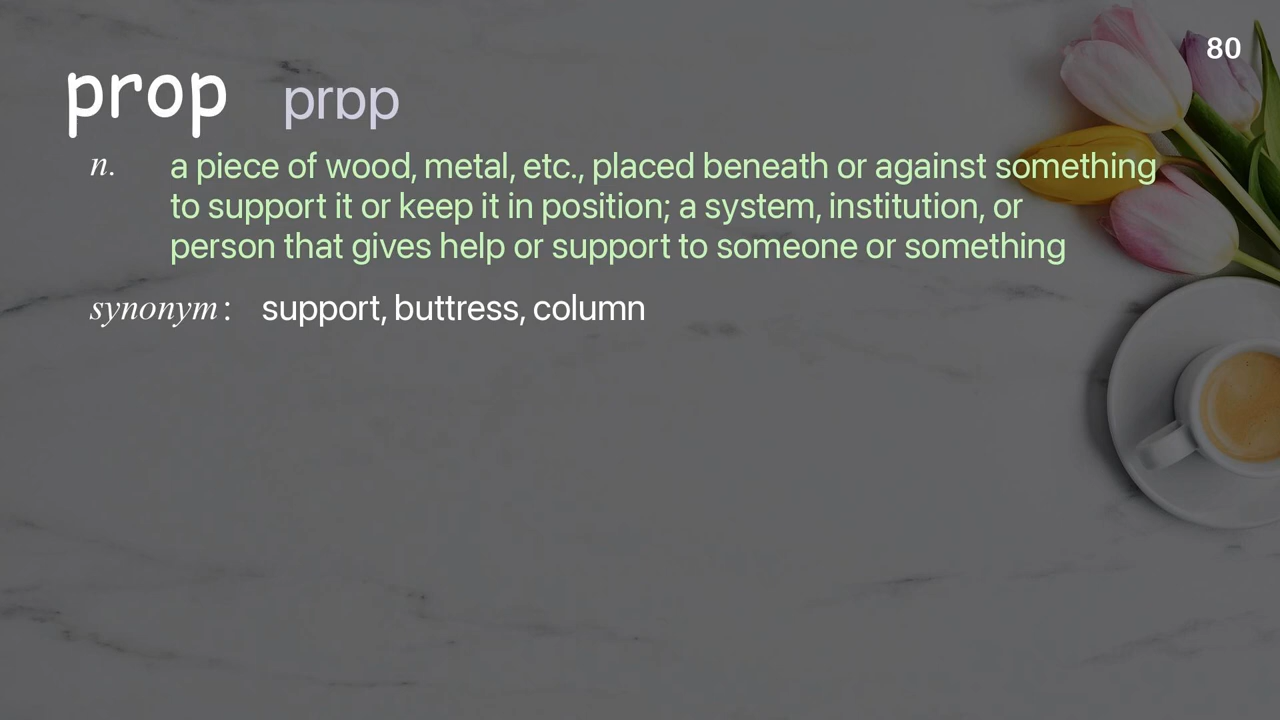 80
prop prɒp
n. a piece of wood, metal, etc., placed beneath or against something
to support it or keep it in position; a system, institution, or
person that gives help or support to someone or something
synonym: support, buttress, column